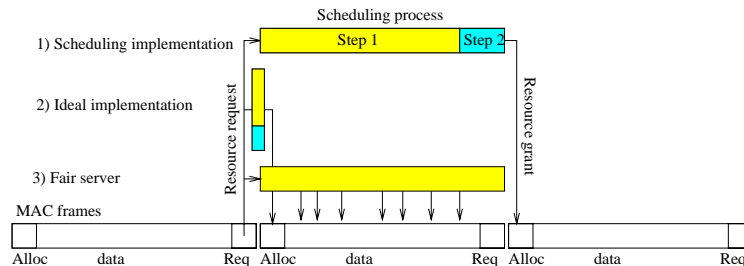 Scheduling process
1) Scheduling implementation
Step 1
Step 2
2) Ideal implementation
Resource request
Resource grant
3) Fair server
MAC frames
Alloc data Req Alloc data Req Alloc data Req